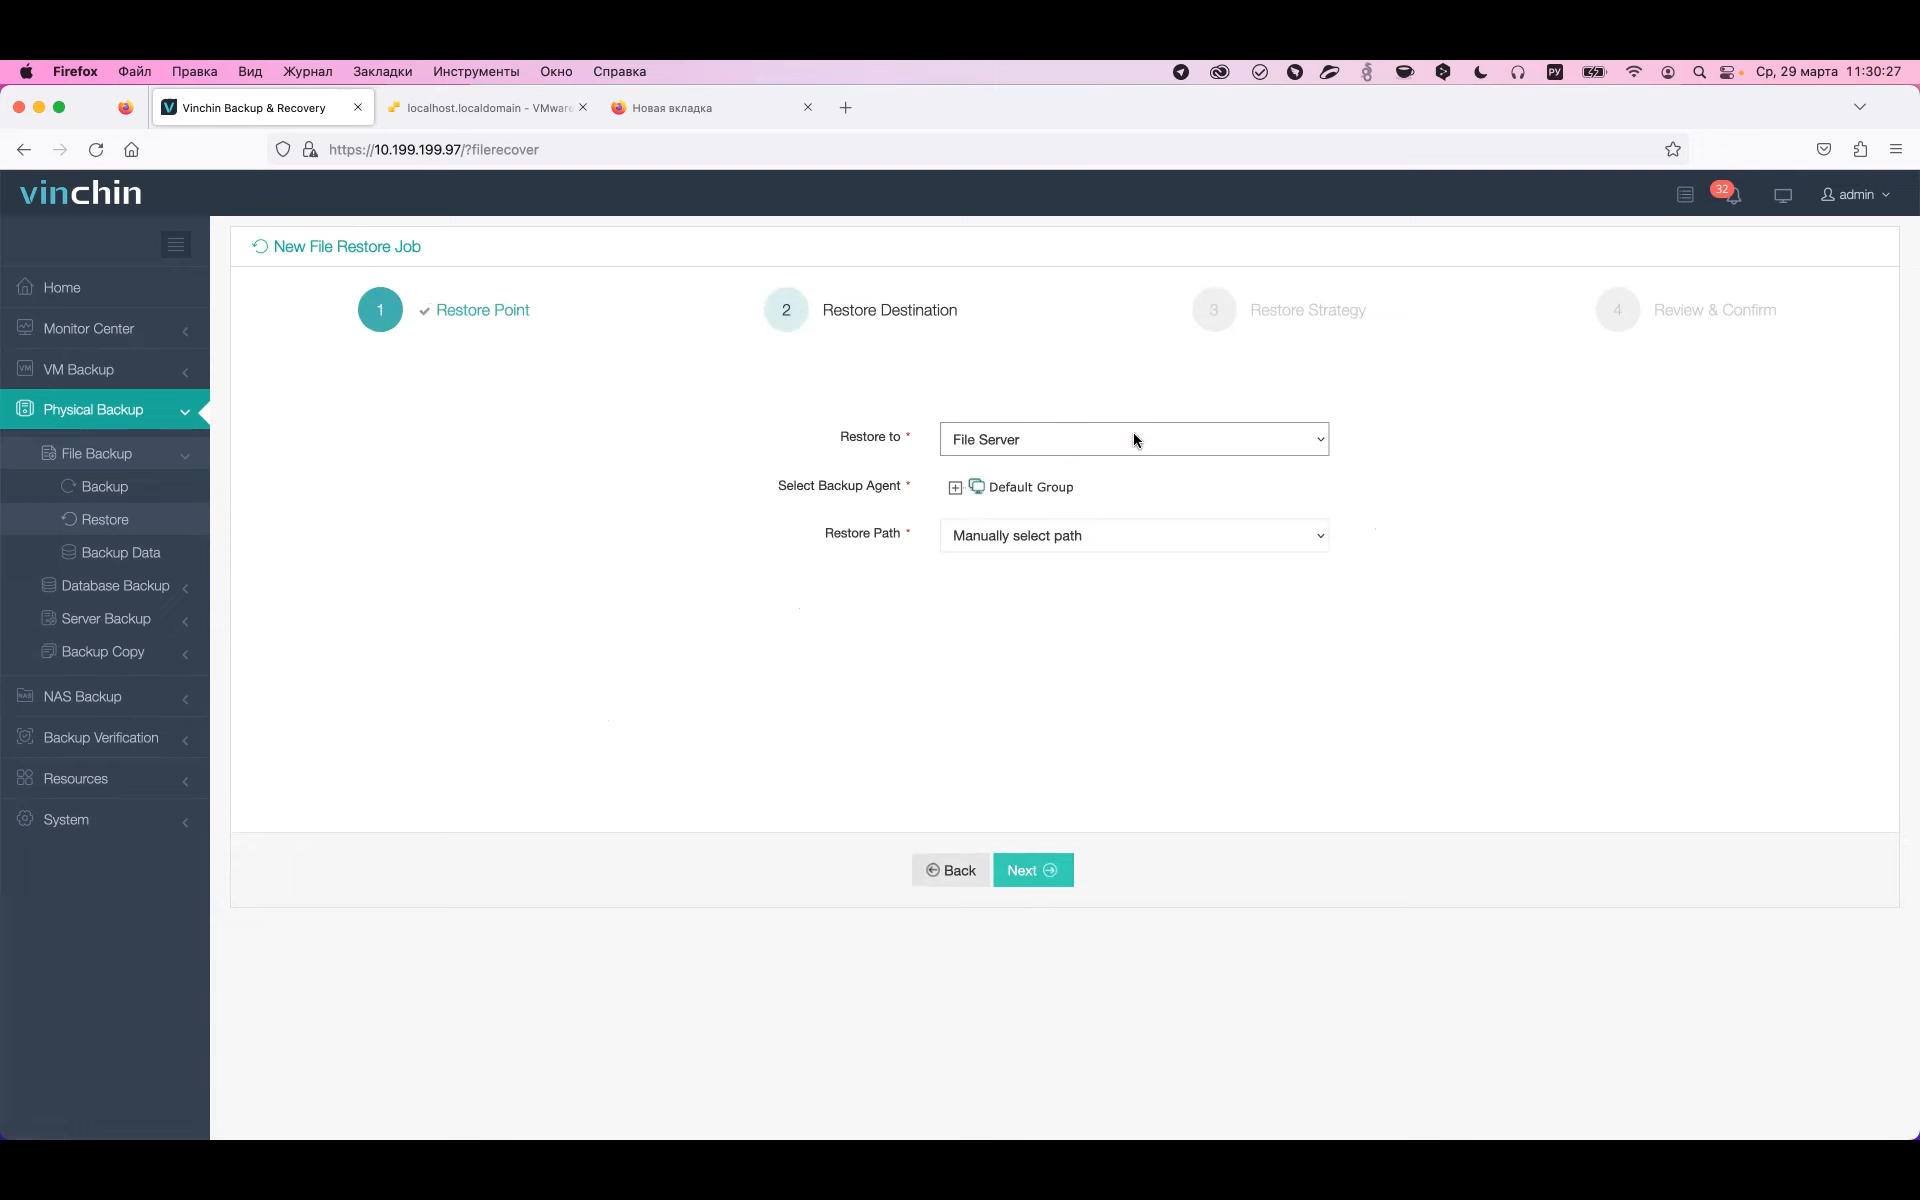 Firefox Файл Правка Вид Журнал Закладки Инструменты Окно Справка РУ Ср, 29 марта 11:30:27
Vinchin Backup & Recovery localhost.localdomain - VMware Новая вкладка
https://10.199.199.97/?filerecover
vinchin 32 admin
New File Restore Job
1 Restore Point 2 Restore Destination 3 Restore Strategy 4 Review & Confirm
Home
Monitor Center
VM VM Backup
Physical Backup
File Backup
Backup
Restore
Backup Data
Database Backup
Server Backup
Backup Copy
NAS NAS Backup
Backup Verification
Resources
System
Restore to * File Server
Select Backup Agent * Default Group
Restore Path * Manually select path
Back Next